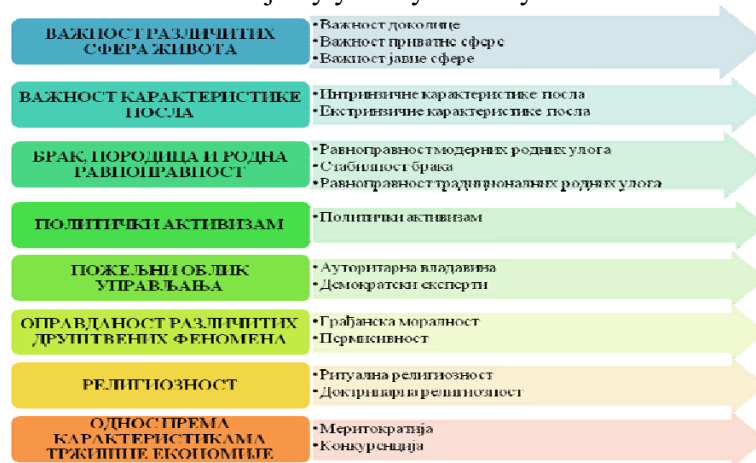 ВАЖНОСТ РАЗЛИЧИТИХ
СФЕРА ЖИВОТА
•Важност доколице
•Важност приватне сфере
•Важност јавне сфере
ВАЖНОСТ КАРАКТЕРИСТИКЕ
ПОСЛА
•Интринзичне карактеристике посла
•Екстринзичне карактеристике посла
БРАК, ПОРОДИЦА И РОДНА
РАВНОПРАВНОСТ
•Равноправност модерних родних улога
•Стабилност брака
•Равноправност традиционалних родних улога
ПОЛИТИЧКИ АКТИВИЗАМ
•Политички активизам
ПОЖЕЉНИ ОБЛИК
УПРАВЉАЊА
•Ауторитарна владавина
•Демократски експерти
ОПРАВДАНОСТ РАЗЛИЧИТИХ
ДРУШТВЕНИХ ФЕНОМЕНА
•Грађанска моралност
•Пермисивност
РЕЛИГИОЗНОСТ
•Ритуална религиозност
•Доктринарна религиозност
ОДНОС ПРЕМА
КАРАКТЕРИСТИКАМА
ТРЖИШНЕ ЕКОНОМИЈЕ
•Меритократија
•Конкуренција